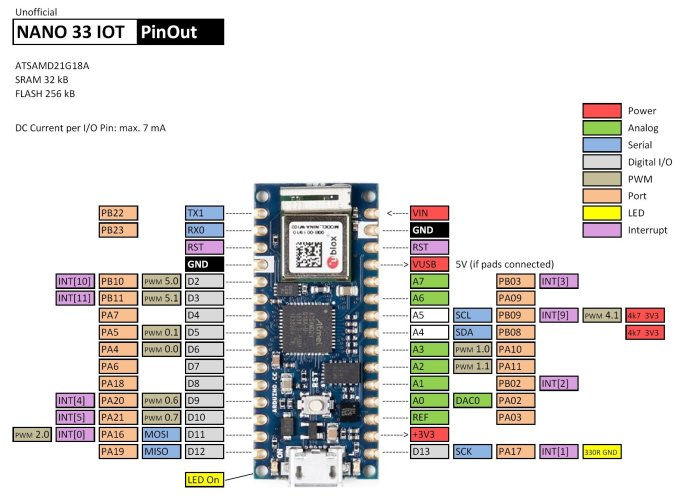 Unofficial
NANO 33 IOT PinOut
ATSAMD21G18A
SRAM 32 kB
FLASH 256 kB
DC Current per I/O Pin: max. 7 mA
Power
Analog
Serial
Digital I/O
PWM
Port
LED
Interrupt
PB22 TX1 VIN
PB23 RX0 GND
RST RST
GND VUSB 5V (if pads connected)
INT[10] PB10 PWM 5.0 D2 A7 PB03 INT[3]
INT[11] PB11 PWM 5.1 D3 A6 PA09
PA7 D4 A5 SCL PB09 INT[9] PWM 4.1 4k7 3V3
PA5 PWM 0.1 D5 A4 SDA PB08 4k7 3V3
PA4 PWM 0.0 D6 A3 PWM 1.0 PA10
PA6 D7 A2 PWM 1.1 PA11
PA18 D8 A1 PB02 INT[2]
INT[4] PA20 PWM 0.6 D9 A0 DAC0 PA02
INT[5] PA21 PWM 0.7 D10 REF PA03
PWM 2.0 INT[0] PA16 MOSI D11 +3V3
PA19 MISO D12 D13 SCK PA17 INT[1] 330R GND
LED On
ublox
Atmel
ARDUINO.CC
RST
ON